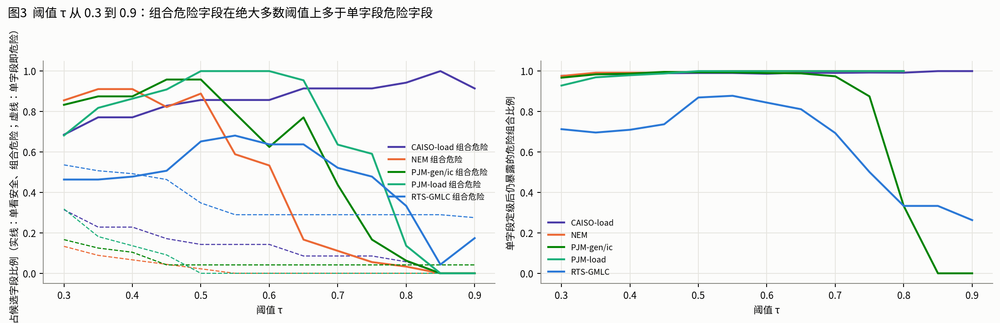 图3  阈值 τ 从 0.3 到 0.9：组合危险字段在绝大多数阈值上多于单字段危险字段
占候选字段比例（实线：单看安全、组合危险；虚线：单字段即危险）
1.0
0.8
0.6
0.4
0.2
0.0
CAISO-load 组合危险
NEM 组合危险
PJM-gen/ic 组合危险
PJM-load 组合危险
RTS-GMLC 组合危险
0.3 0.4 0.5 0.6 0.7 0.8 0.9
阈值 τ
单字段定级后仍暴露的危险组合比例
1.0
0.8
0.6
0.4
0.2
0.0
CAISO-load
NEM
PJM-gen/ic
PJM-load
RTS-GMLC
0.3 0.4 0.5 0.6 0.7 0.8 0.9
阈值 τ